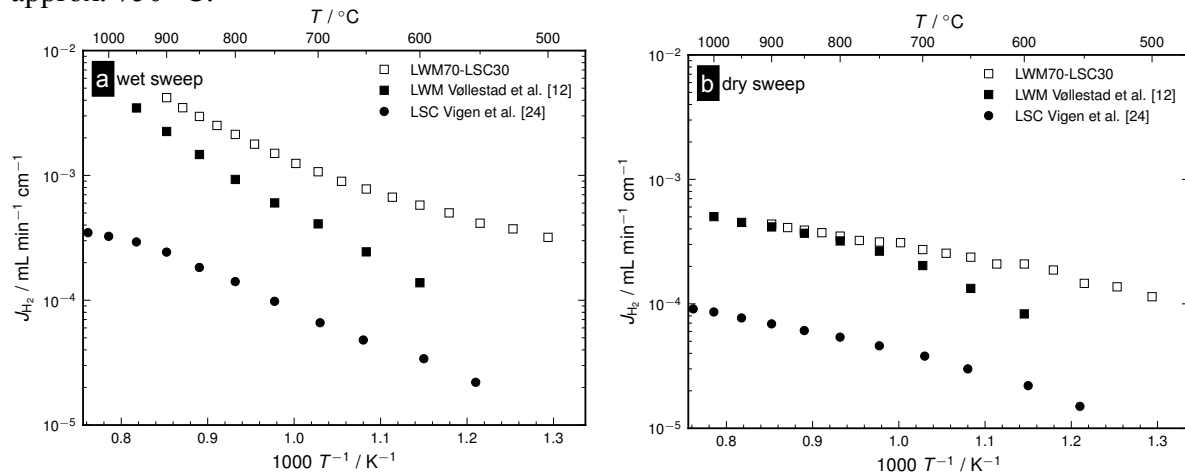 approx. 750 °C.
T / °C
1000 900 800 700 600 500
10⁻²
10⁻³
10⁻⁴
10⁻⁵
J_H₂ / mL min⁻¹ cm⁻¹
a wet sweep
LWM70-LSC30
LWM Vøllestad et al. [12]
LSC Vigen et al. [24]
0.8 0.9 1.0 1.1 1.2 1.3
1000 T⁻¹ / K⁻¹
T / °C
1000 900 800 700 600 500
10⁻²
10⁻³
10⁻⁴
10⁻⁵
J_H₂ / mL min⁻¹ cm⁻¹
b dry sweep
LWM70-LSC30
LWM Vøllestad et al. [12]
LSC Vigen et al. [24]
0.8 0.9 1.0 1.1 1.2 1.3
1000 T⁻¹ / K⁻¹